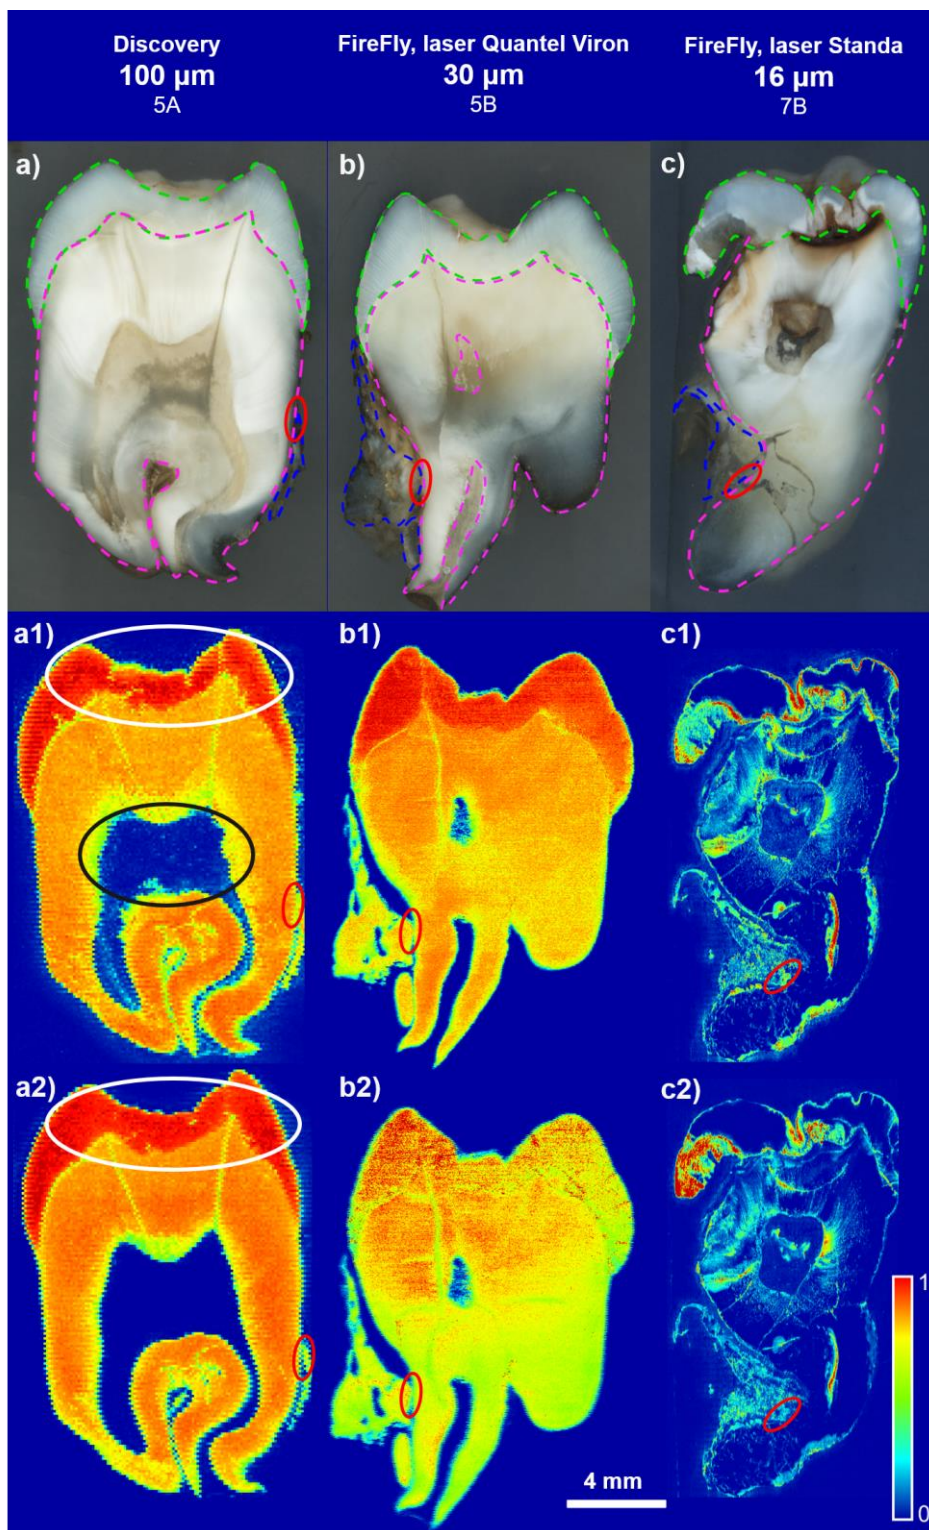 Discovery
100 µm
5A
FireFly, laser Quantel Viron
30 µm
5B
FireFly, laser Standa
16 µm
7B
a)
b)
c)
a1)
b1)
c1)
a2)
b2)
c2)
1
4 mm
0